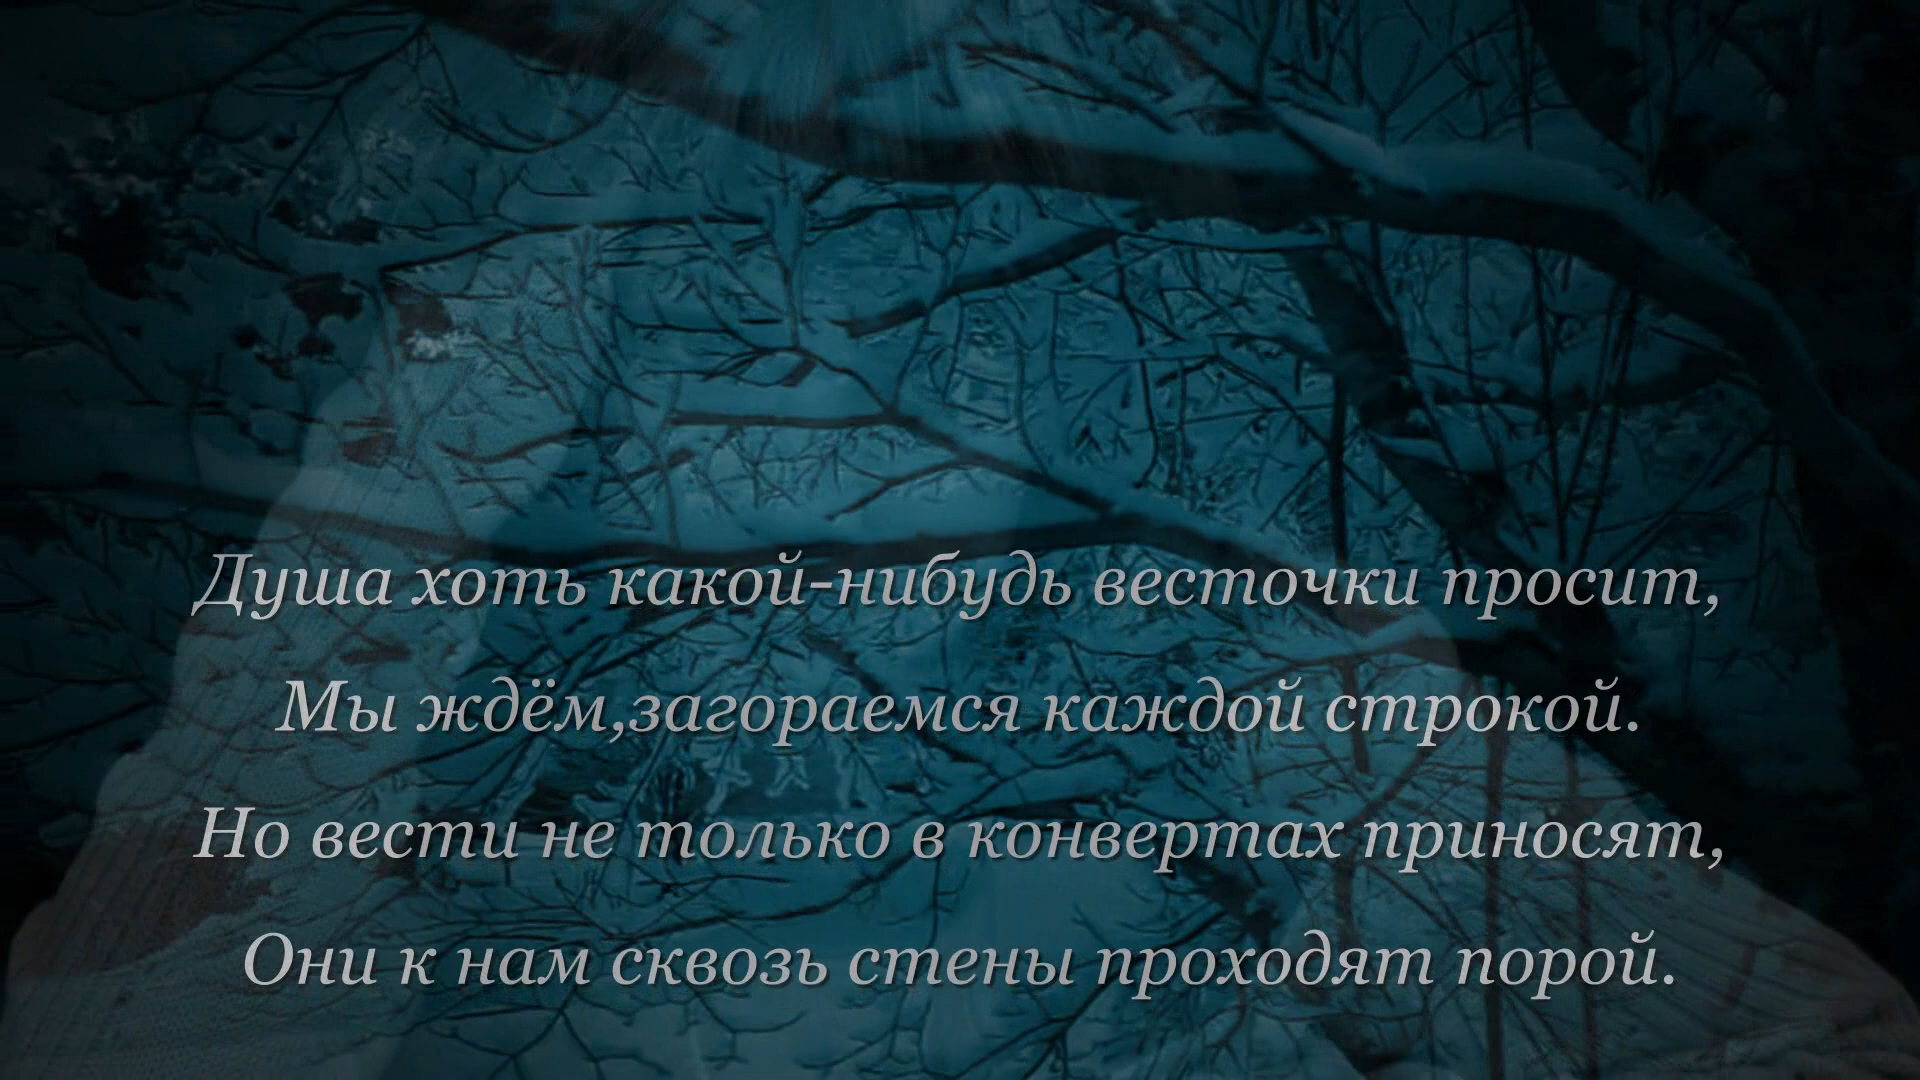 Душа хоть какой-нибудь весточки просит,
Мы ждём,загораемся каждой строкой.
Но вести не только в конвертах приносят,
Они к нам сквозь стены проходят порой.